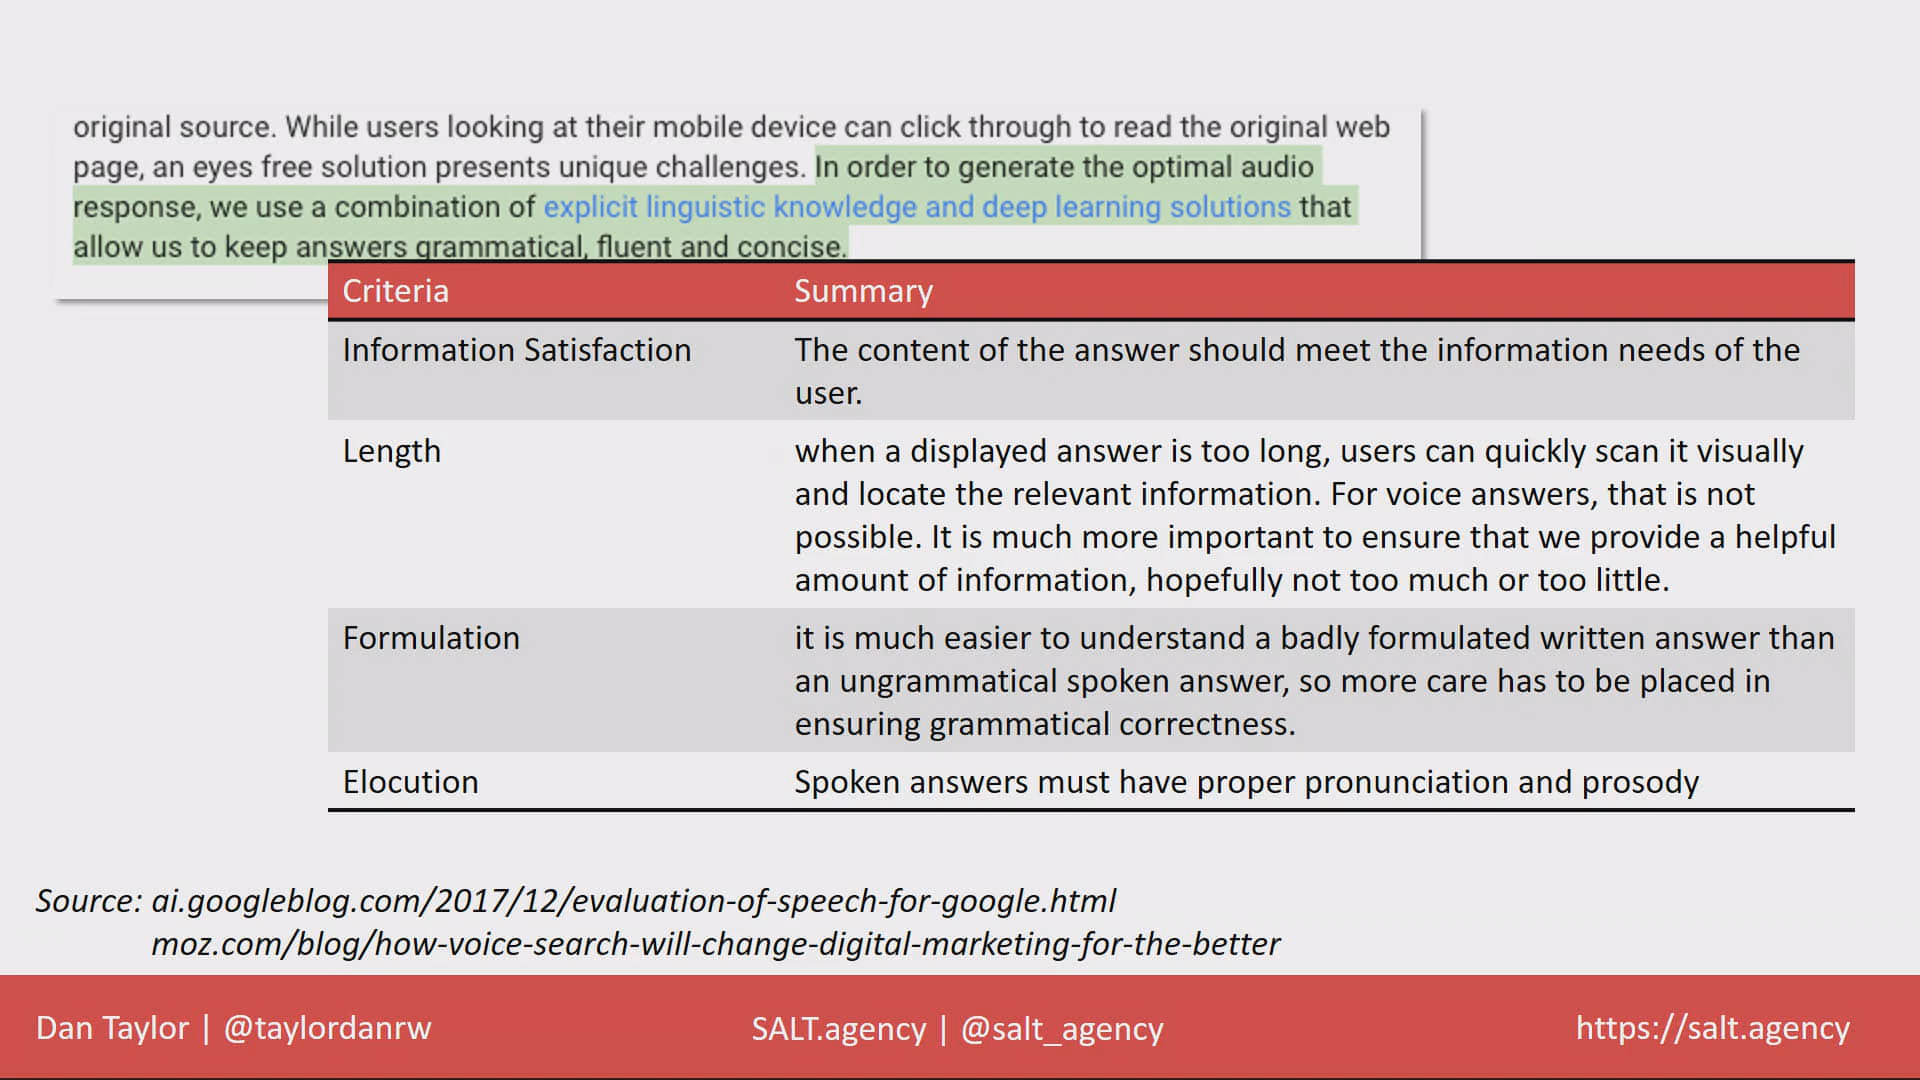 original source. While users looking at their mobile device can click through to read the original web
page, an eyes free solution presents unique challenges. In order to generate the optimal audio
response, we use a combination of explicit linguistic knowledge and deep learning solutions that
allow us to keep answers grammatical, fluent and concise.
Criteria Summary
Information Satisfaction The content of the answer should meet the information needs of the
user.
Length when a displayed answer is too long, users can quickly scan it visually
and locate the relevant information. For voice answers, that is not
possible. It is much more important to ensure that we provide a helpful
amount of information, hopefully not too much or too little.
Formulation it is much easier to understand a badly formulated written answer than
an ungrammatical spoken answer, so more care has to be placed in
ensuring grammatical correctness.
Elocution Spoken answers must have proper pronunciation and prosody
Source: ai.googleblog.com/2017/12/evaluation-of-speech-for-google.html
moz.com/blog/how-voice-search-will-change-digital-marketing-for-the-better
Dan Taylor | @taylordanrw SALT.agency | @salt_agency https://salt.agency